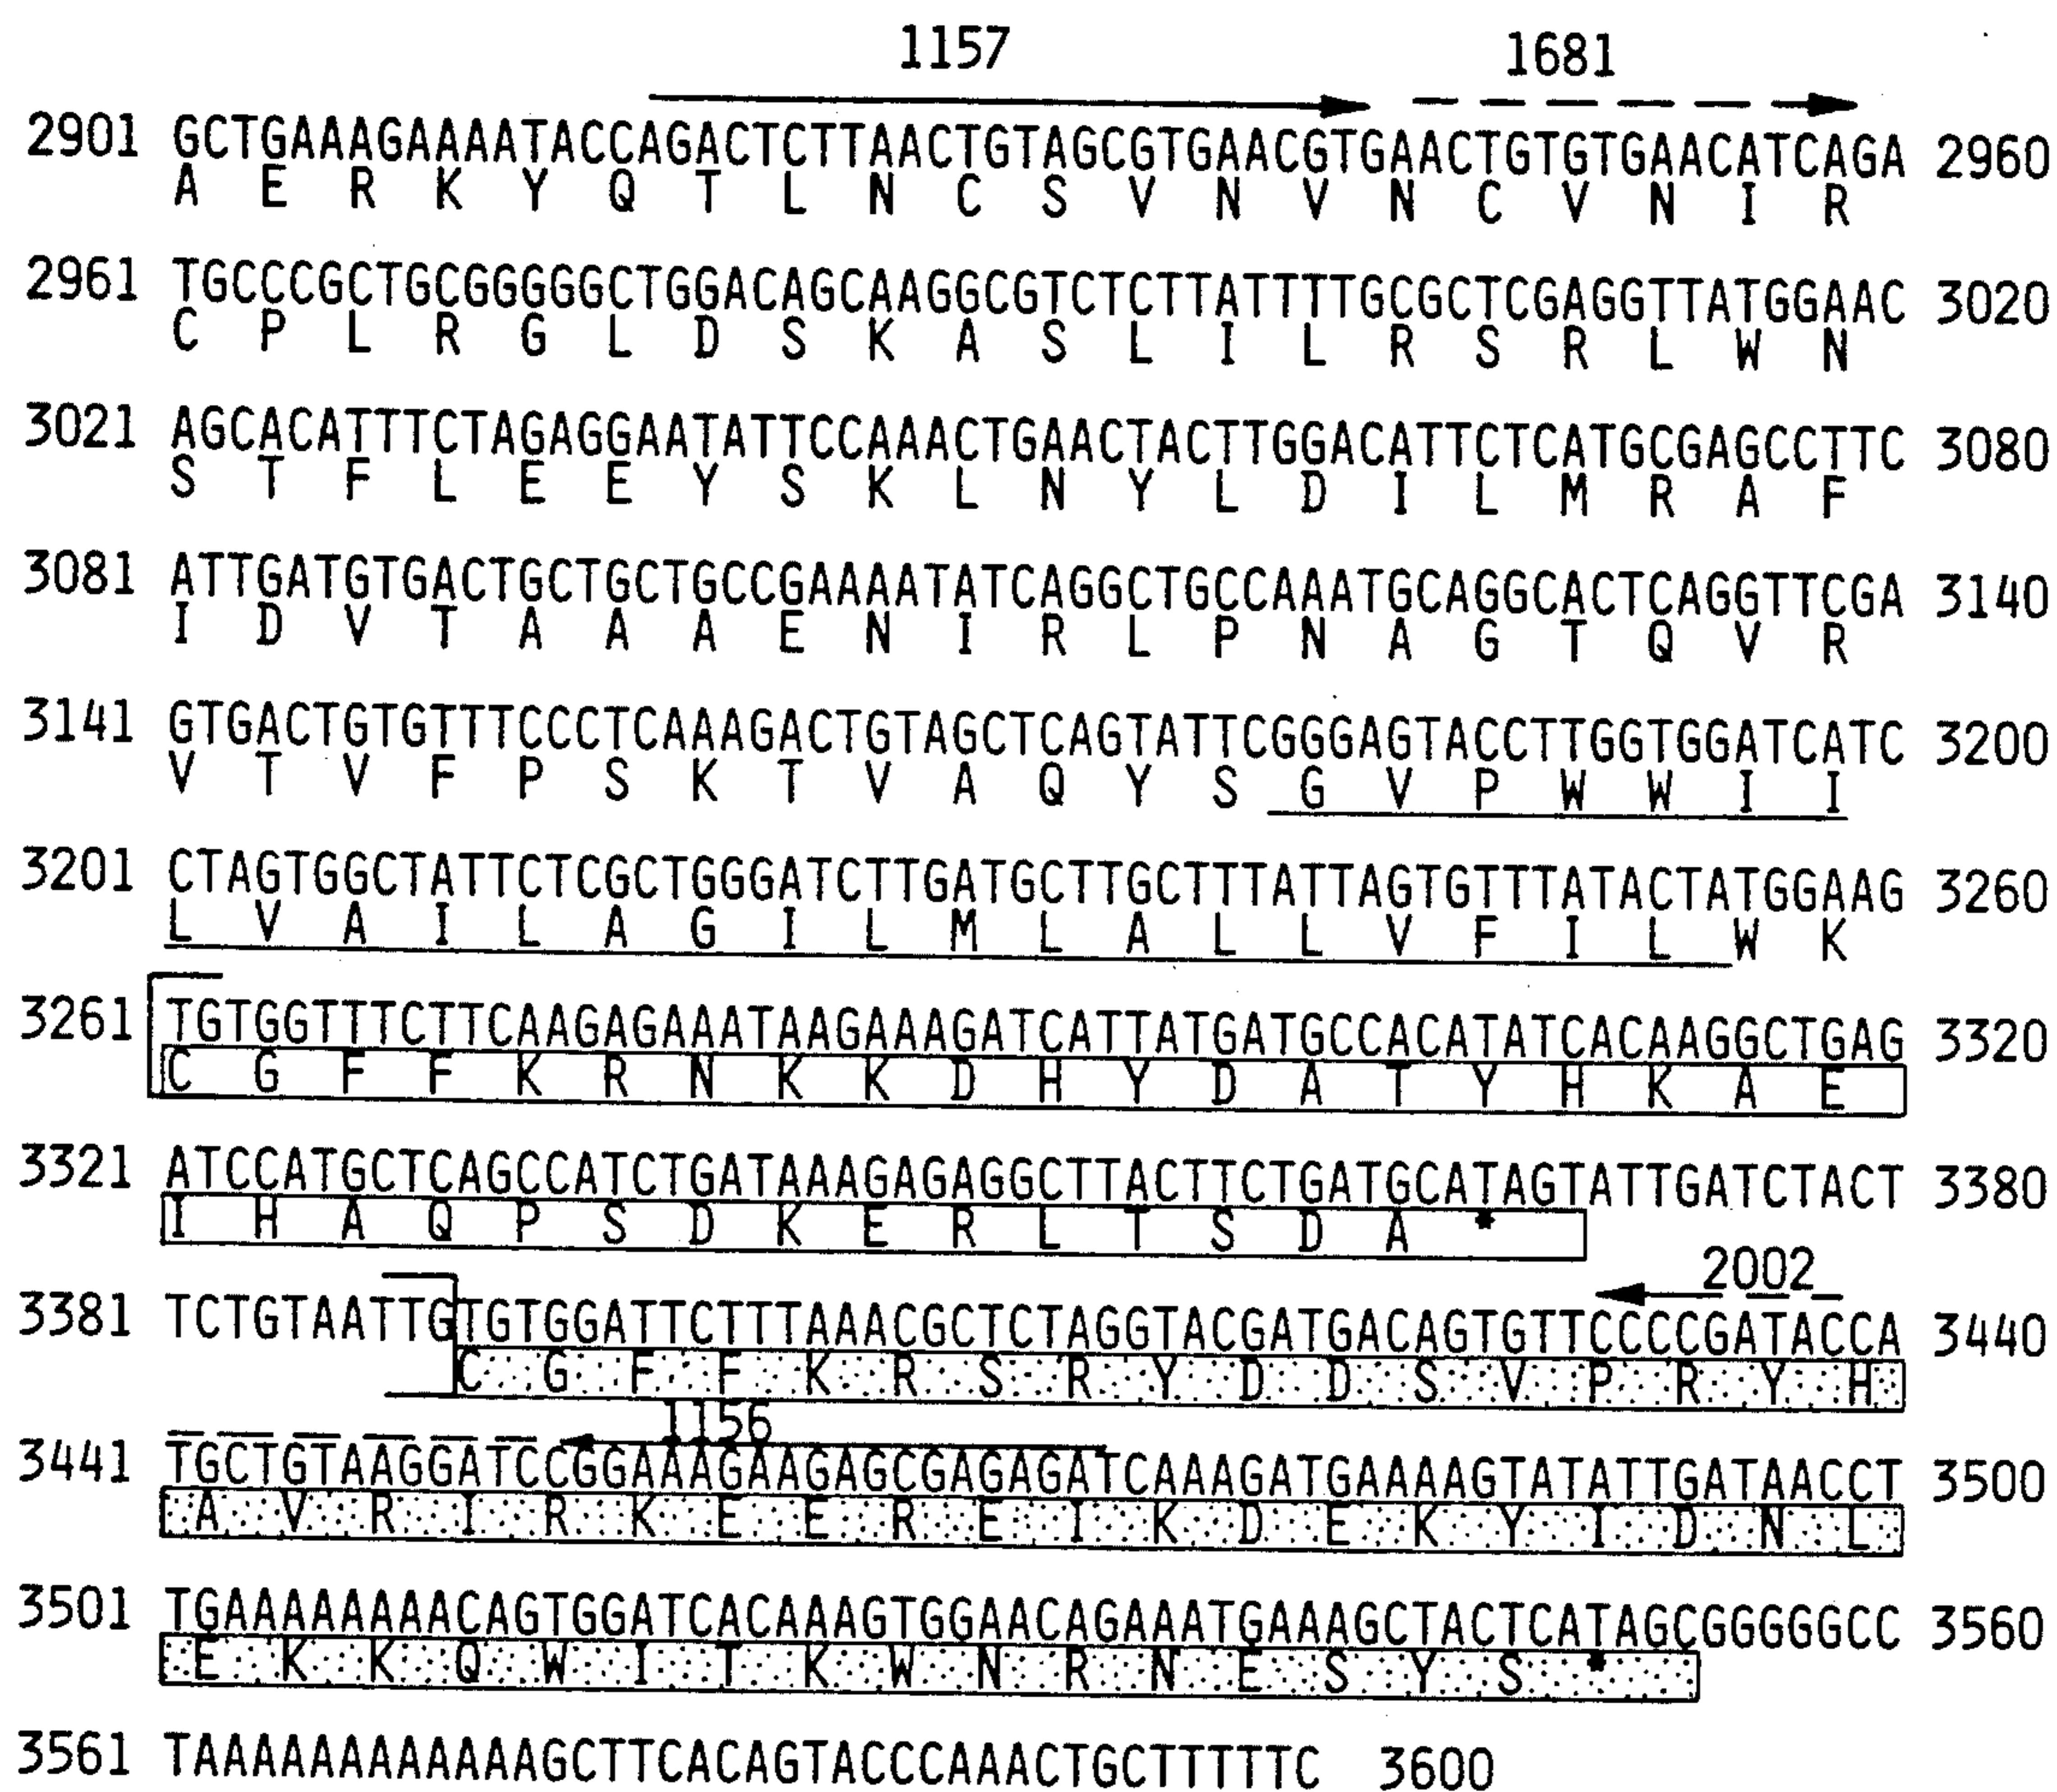 1157 1681
2901 GCTGAAAGAAAATACCAGACTCTTAACTGTAGCGTGAACGTGAACTGTGTGAACATCAGA 2960
A E R K Y Q T L N C S V N V N C V N I R
2961 TGCCCGCTGCGGGGGCTGGACAGCAAGGCGTCTCTTATTTTGCGCTCGAGGTTATGGAAC 3020
C P L R G L D S K A S L I L R S R L W N
3021 AGCACATTTCTAGAGGAATATTCCAAACTGAACTACTTGGACATTCTCATGCGAGCCTTC 3080
S T F L E E Y S K L N Y L D I L M R A F
3081 ATTGATGTGACTGCTGCTGCCGAAAATATCAGGCTGCCAAATGCAGGCACTCAGGTTCGA 3140
I D V T A A A E N I R L P N A G T Q V R
3141 GTGACTGTGTTTCCCTCAAAGACTGTAGCTCAGTATTCGGGAGTACCTTGGTGGATCATC 3200
V T V F P S K T V A Q Y S G V P W W I I
3201 CTAGTGGCTATTCTCGCTGGGATCTTGATGCTTGCTTTATTAGTGTTTATACTATGGAAG 3260
L V A I L A G I L M L A L L V F I L W K
3261 TGTGGTTTCTTCAAGAGAAATAAGAAAGATCATTATGATGCCACATATCACAAGGCTGAG 3320
C G F F K R N K K D H Y D A T Y H K A E
3321 ATCCATGCTCAGCCATCTGATAAAGAGAGGCTTACTTCTGATGCATAGTATTGATCTACT 3380
I H A Q P S D K E R L T S D A *
2002
3381 TCTGTAATTGTGTGGATTCTTTAAACGCTCTAGGTACGATGACAGTGTTCCCCGATACCA 3440
C G F F K R S R Y D D S V P R Y H
1156
3441 TGCTGTAAGGATCCGGAAAGAAGAGCGAGAGATCAAAGATGAAAAGTATATTGATAACCT 3500
A V R I R K E E R E I K D E K Y I D N L
3501 TGAAAAAAAACAGTGGATCACAAAGTGGAACAGAAATGAAAGCTACTCATAGCGGGGGCC 3560
E K K Q W I T K W N R N E S Y S *
3561 TAAAAAAAAAAAAGCTTCACAGTACCCAAACTGCTTTTTC 3600